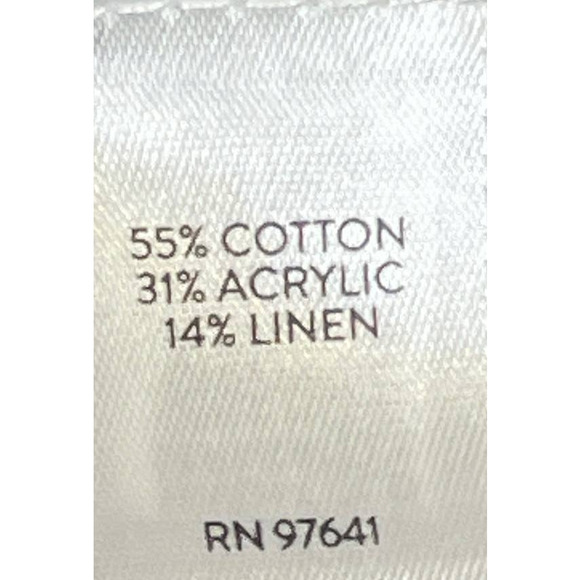 55% COTTON
31% ACRYLIC
14% LINEN
RN 97641